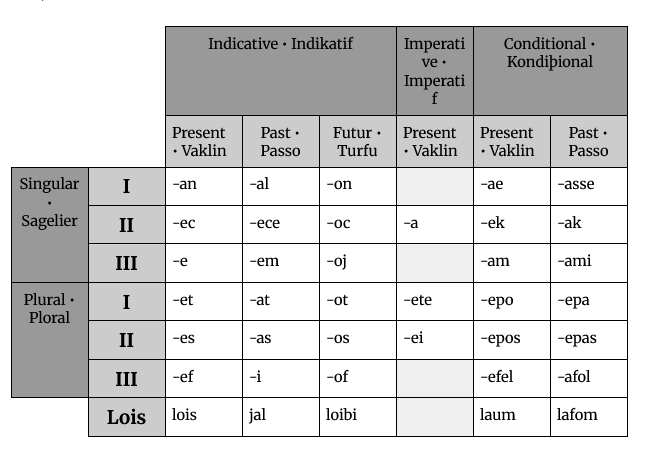 Indicative · Indikatif
Imperati
ve ·
Imperati
f
Conditional ·
Kondiþional
Present
· Vaklin
Past ·
Passo
Futur ·
Turfu
Present
· Vaklin
Present
· Vaklin
Past ·
Passo
Singular
·
Sagelier
I -an -al -on -ae -asse
II -ec -ece -oc -a -ek -ak
III -e -em -oj -am -ami
Plural ·
Ploral
I -et -at -ot -ete -epo -epa
II -es -as -os -ei -epos -epas
III -ef -i -of -efel -afol
Lois lois jal loibi laum lafom